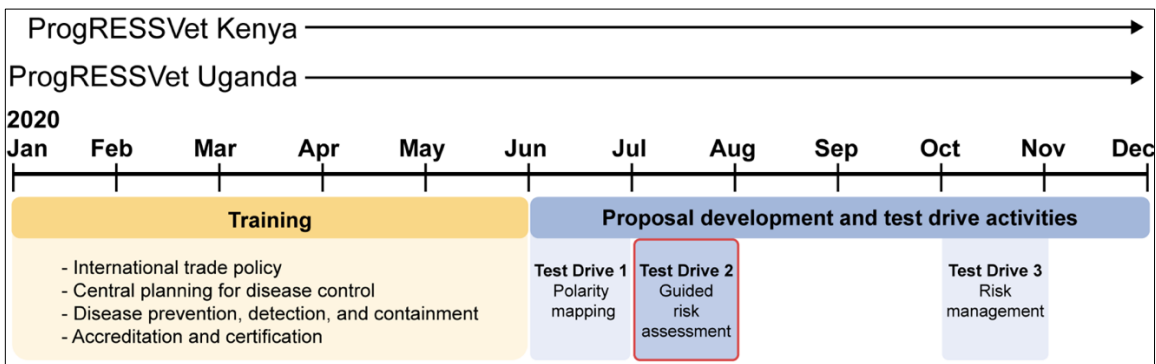 ProgRESSVet Kenya
ProgRESSVet Uganda
2020
Jan Feb Mar Apr May Jun Jul Aug Sep Oct Nov Dec
Training
Proposal development and test drive activities
- International trade policy
- Central planning for disease control
- Disease prevention, detection, and containment
- Accreditation and certification
Test Drive 1
Polarity
mapping
Test Drive 2
Guided
risk
assessment
Test Drive 3
Risk
management